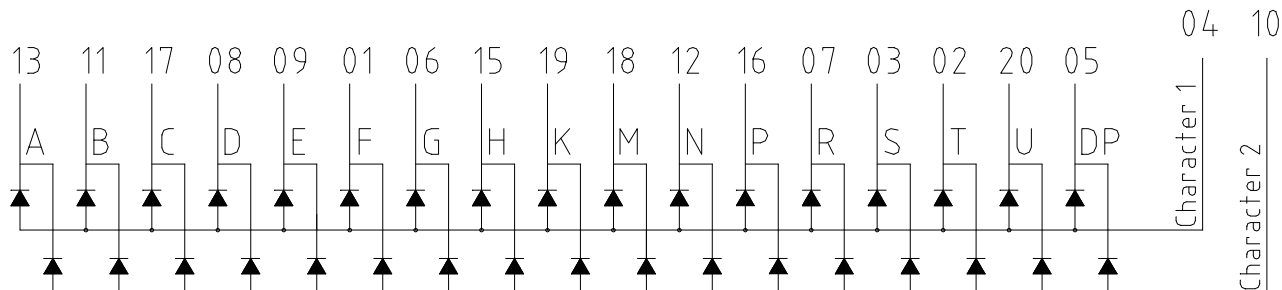 04 10
13 11 17 08 09 01 06 15 19 18 12 16 07 03 02 20 05
A B C D E F G H K M N P R S T U DP
Character 1
Character 2